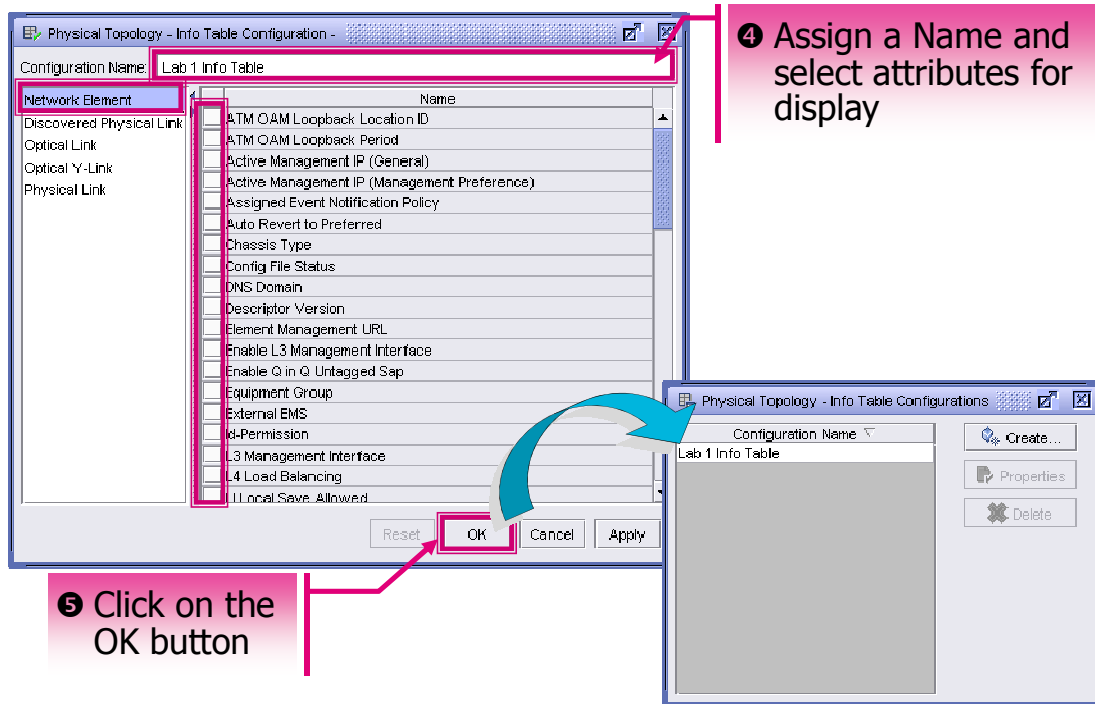 Physical Topology - Info Table Configuration -
Configuration Name: Lab 1 Info Table
Network Element
Discovered Physical Link
Optical Link
Optical Y-Link
Physical Link
Name
ATM OAM Loopback Location ID
ATM OAM Loopback Period
Active Management IP (General)
Active Management IP (Management Preference)
Assigned Event Notification Policy
Auto Revert to Preferred
Chassis Type
Config File Status
DNS Domain
Descriptor Version
Element Management URL
Enable L3 Management Interface
Enable Q in Q Untagged Sap
Equipment Group
External EMS
Id-Permission
L3 Management Interface
L4 Load Balancing
LI Local Save Allowed
Reset OK Cancel Apply
❹ Assign a Name and
select attributes for
display
❺ Click on the
OK button
Physical Topology - Info Table Configurations
Configuration Name
Lab 1 Info Table
Create...
Properties
Delete